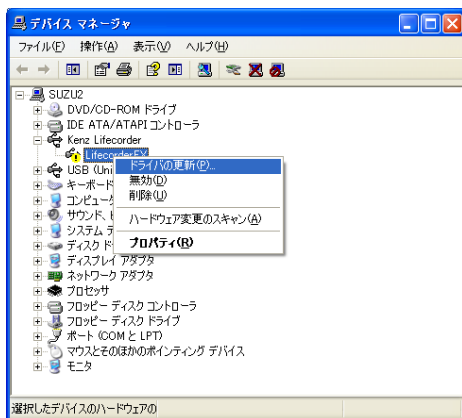 デバイス マネージャ
ファイル(F) 操作(A) 表示(V) ヘルプ(H)
SUZU2
DVD/CD-ROM ドライブ
IDE ATA/ATAPI コントローラ
Kenz Lifecorder
LifecorderEX
ドライバの更新(P)...
USB (Uni
無効(D)
キーボード
削除(U)
コンピュータ
サウンド、
ハードウェア変更のスキャン(A)
システム デ
ディスク ド
プロパティ(R)
ディスプレイ アダプタ
ネットワーク アダプタ
プロセッサ
フロッピー ディスク コントローラ
フロッピー ディスク ドライブ
ポート (COM と LPT)
マウスとそのほかのポインティング デバイス
モニタ
選択したデバイスのハードウェアの